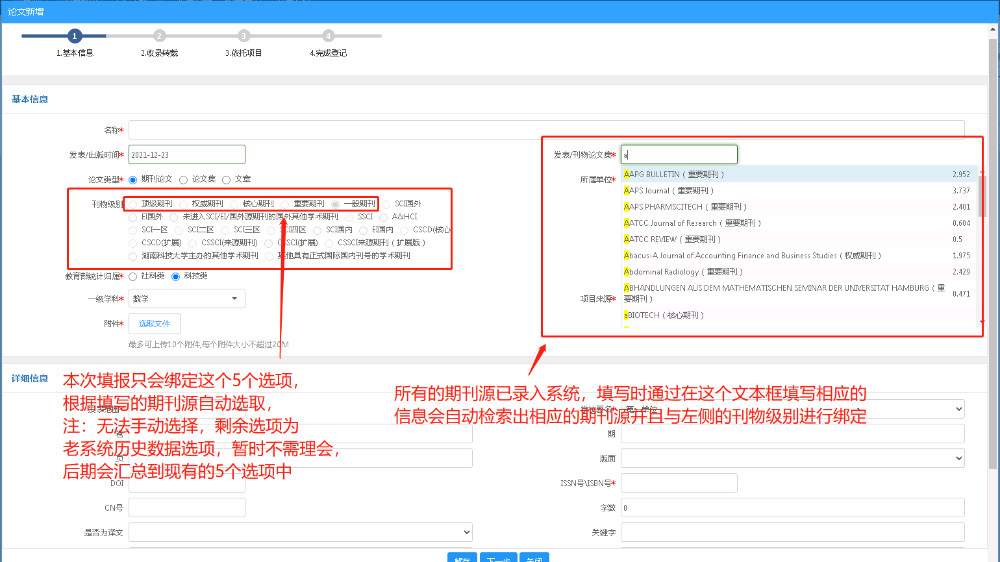 论文新增
1 2 3 4
1.基本信息 2.收录转载 3.依托项目 4.完成登记
基本信息
名称*
发表/出版时间* 2021-12-23 发表/刊物论文集* a
论文类型* 期刊论文 论文集 文章 所属单位*
AAPG BULLETIN（重要期刊） 2.952
AAPS Journal（重要期刊） 3.737
AAPS PHARMSCITECH（重要期刊） 2.401
AATCC Journal of Research（重要期刊） 0.604
AATCC REVIEW（重要期刊） 0.5
Abacus-A Journal of Accounting Finance and Business Studies（权威期刊） 1.975
Abdominal Radiology（重要期刊） 2.429
ABHANDLUNGEN AUS DEM MATHEMATISCHEN SEMINAR DER UNIVERSITAT HAMBURG（重要期刊） 0.471
aBIOTECH（核心期刊）
刊物级别 顶级期刊 权威期刊 核心期刊 重要期刊 一般期刊 SCI国外
EI国外 未进入SCI/EI/国外源期刊的国外其他学术期刊 SSCI A&HCI
SCI一区 SCI二区 SCI三区 SCI四区 SCI国内 EI国内 CSCD(核心
CSCD(扩展) CSSCI(来源期刊) CSSCI(扩展) CSSCI来源期刊（扩展版）
湖南科技大学主办的其他学术期刊 其他具有正式国际国内刊号的学术期刊
教育部统计归属* 社科类 科技类
一级学科* 数学 项目来源*
附件* 选取文件
最多可上传10个附件,每个附件大小不超过20M
详细信息
本次填报只会绑定这个5个选项，
根据填写的期刊源自动选取，
注：无法手动选择，剩余选项为
老系统历史数据选项，暂时不需理会，
后期会汇总到现有的5个选项中
所有的期刊源已录入系统，填写时通过在这个文本框填写相应的
信息会自动检索出相应的期刊源并且与左侧的刊物级别进行绑定
发表范围* 学校署名* 第一单位
卷 期
页 版面
DOI ISSN号\ISBN号*
CN号 字数 0
是否为译文 关键字
暂存 下一步 关闭